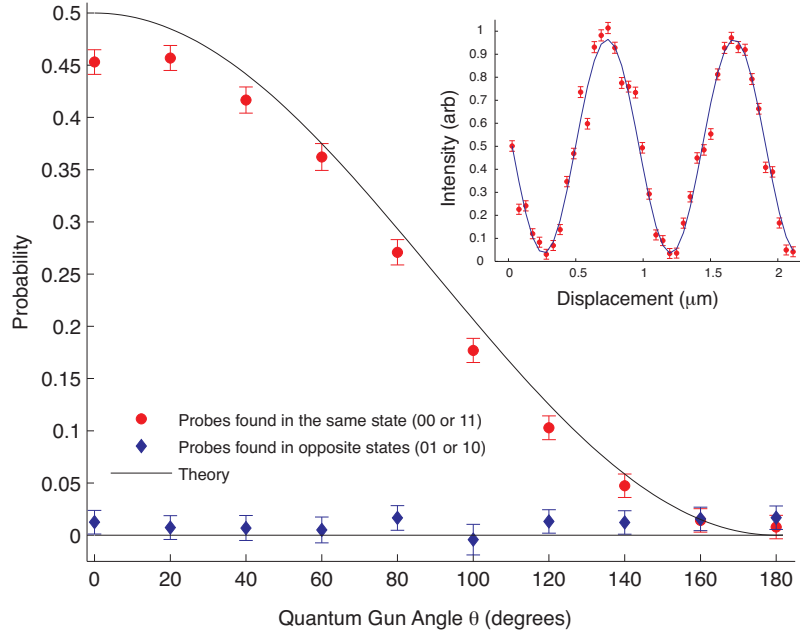 0.5
0.45
0.4
0.35
0.3
0.25
0.2
0.15
0.1
0.05
0
Probability
0 20 40 60 80 100 120 140 160 180
Quantum Gun Angle θ (degrees)
Probes found in the same state (00 or 11)
Probes found in opposite states (01 or 10)
Theory
1
0.9
0.8
0.7
0.6
0.5
0.4
0.3
0.2
0.1
0
Intensity (arb)
0 0.5 1 1.5 2
Displacement (μm)